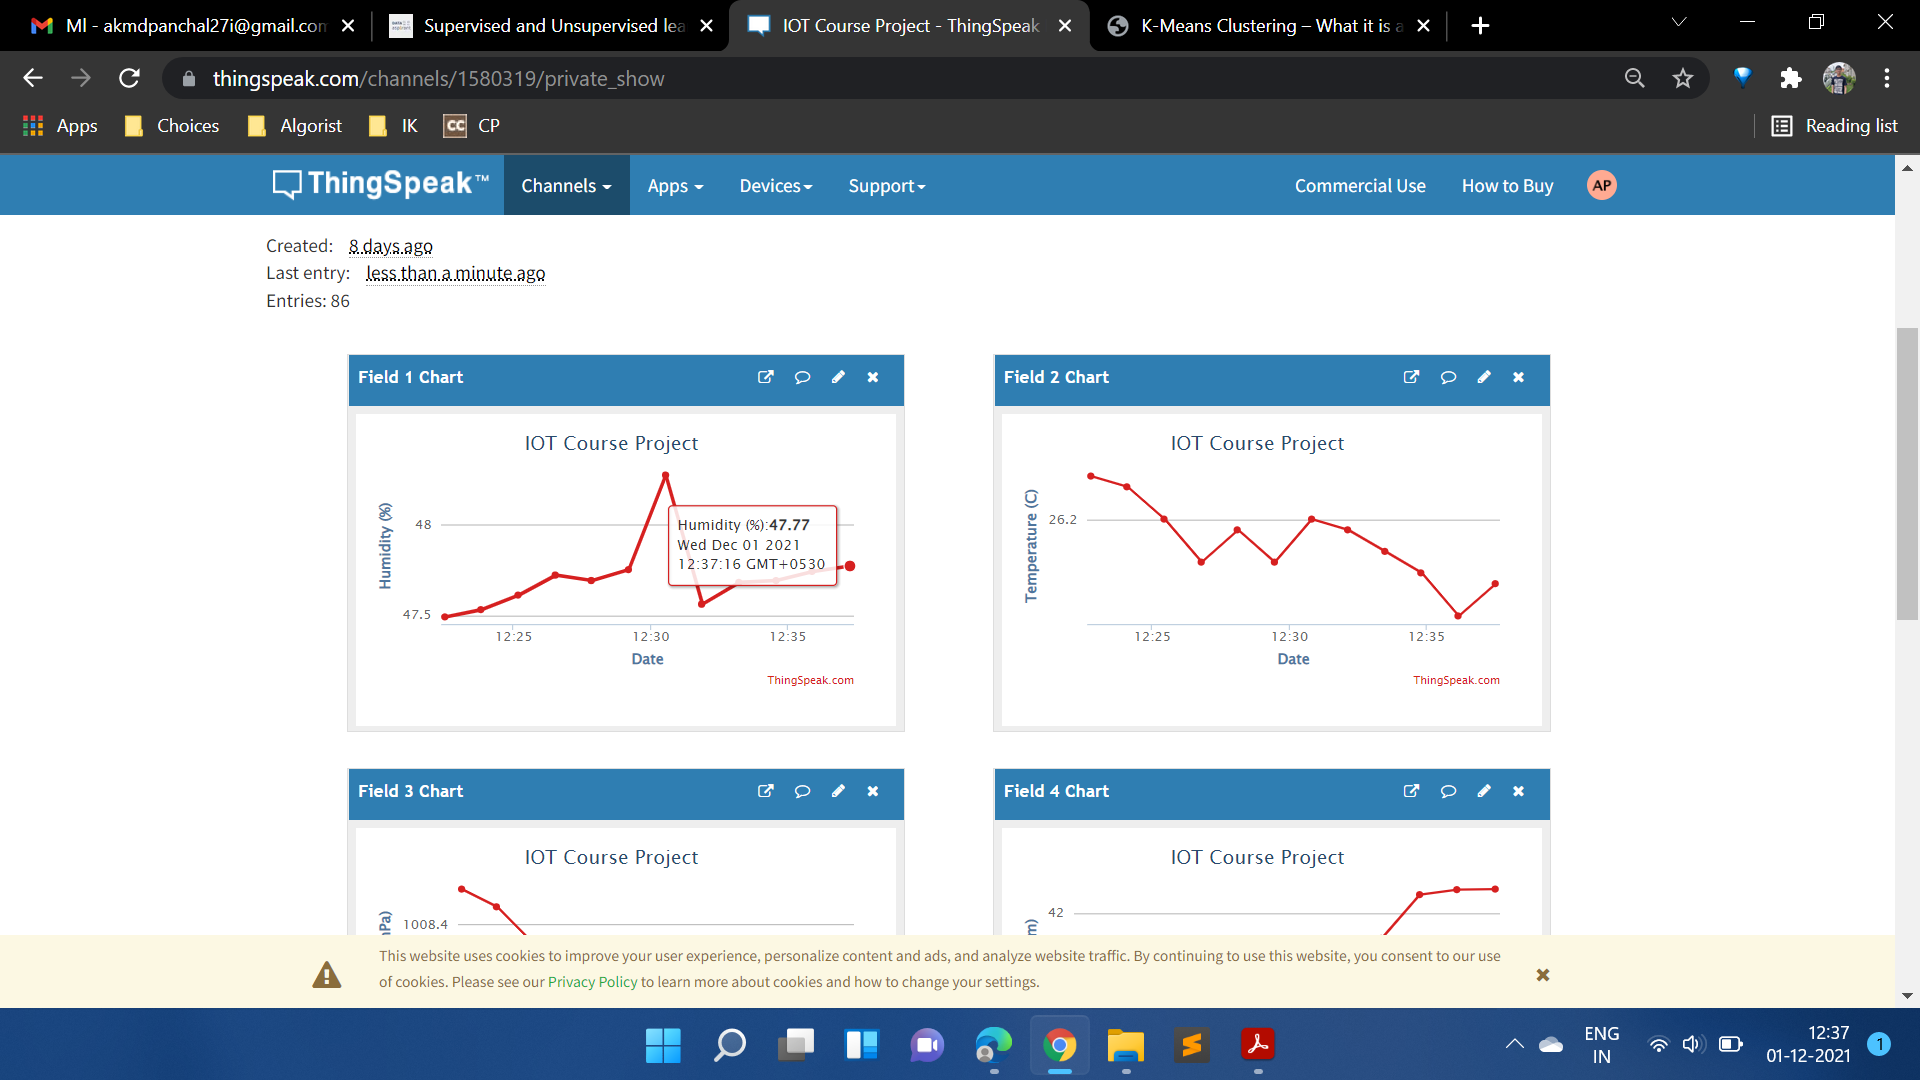 MI - akmdpanchal27i@gmail.com
Supervised and Unsupervised lea
IOT Course Project - ThingSpeak
K-Means Clustering – What it is a
thingspeak.com/channels/1580319/private_show
Apps
Choices
Algorist
IK
CC CP
Reading list
ThingSpeak™
Channels
Apps
Devices
Support
Commercial Use
How to Buy
AP
Created: 8 days ago
Last entry: less than a minute ago
Entries: 86
Field 1 Chart
IOT Course Project
Humidity (%)
48
47.5
Humidity (%):47.77
Wed Dec 01 2021
12:37:16 GMT+0530
12:25 12:30 12:35
Date
ThingSpeak.com
Field 2 Chart
IOT Course Project
Temperature (C)
26.2
12:25 12:30 12:35
Date
ThingSpeak.com
Field 3 Chart
IOT Course Project
Pa)
1008.4
Field 4 Chart
IOT Course Project
m)
42
This website uses cookies to improve your user experience, personalize content and ads, and analyze website traffic. By continuing to use this website, you consent to our use
of cookies. Please see our Privacy Policy to learn more about cookies and how to change your settings.
ENG
IN
12:37
01-12-2021
1